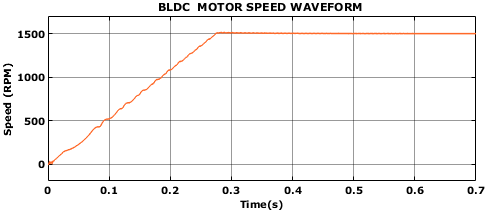 BLDC MOTOR SPEED WAVEFORM
Speed (RPM)
1500
1000
500
0
0 0.1 0.2 0.3 0.4 0.5 0.6 0.7
Time(s)